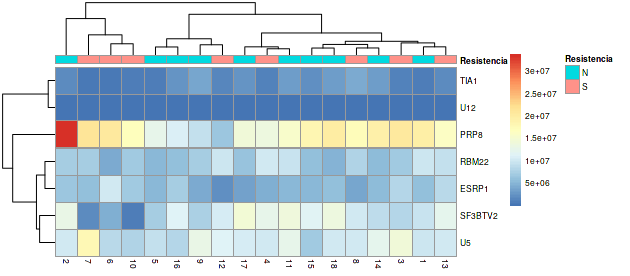 Resistencia
TIA1
U12
PRP8
RBM22
ESRP1
SF3BTV2
U5
2 7 6 10 5 16 9 12 17 4 11 15 18 8 14 3 1 13
3e+07
2.5e+07
2e+07
1.5e+07
1e+07
5e+06
Resistencia
N
S